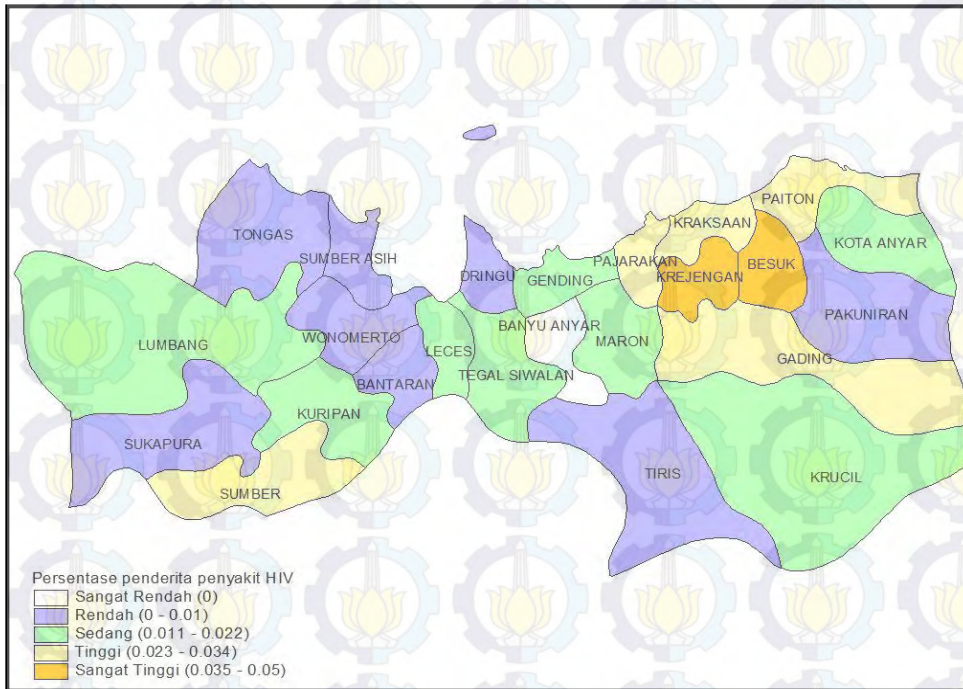 PAITON
KRAKSAAN
TONGAS
KOTA ANYAR
SUMBER ASIH
PAJARAKAN
BESUK
DRINGU
GENDING
KREJENGAN
PAKUNIRAN
BANYU ANYAR
WONOMERTO
MARON
LUMBANG
LECES
GADING
TEGAL SIWALAN
BANTARAN
KURIPAN
SUKAPURA
TIRIS
KRUCIL
SUMBER
Persentase penderita penyakit HIV
Sangat Rendah (0)
Rendah (0 - 0.01)
Sedang (0.011 - 0.022)
Tinggi (0.023 - 0.034)
Sangat Tinggi (0.035 - 0.05)